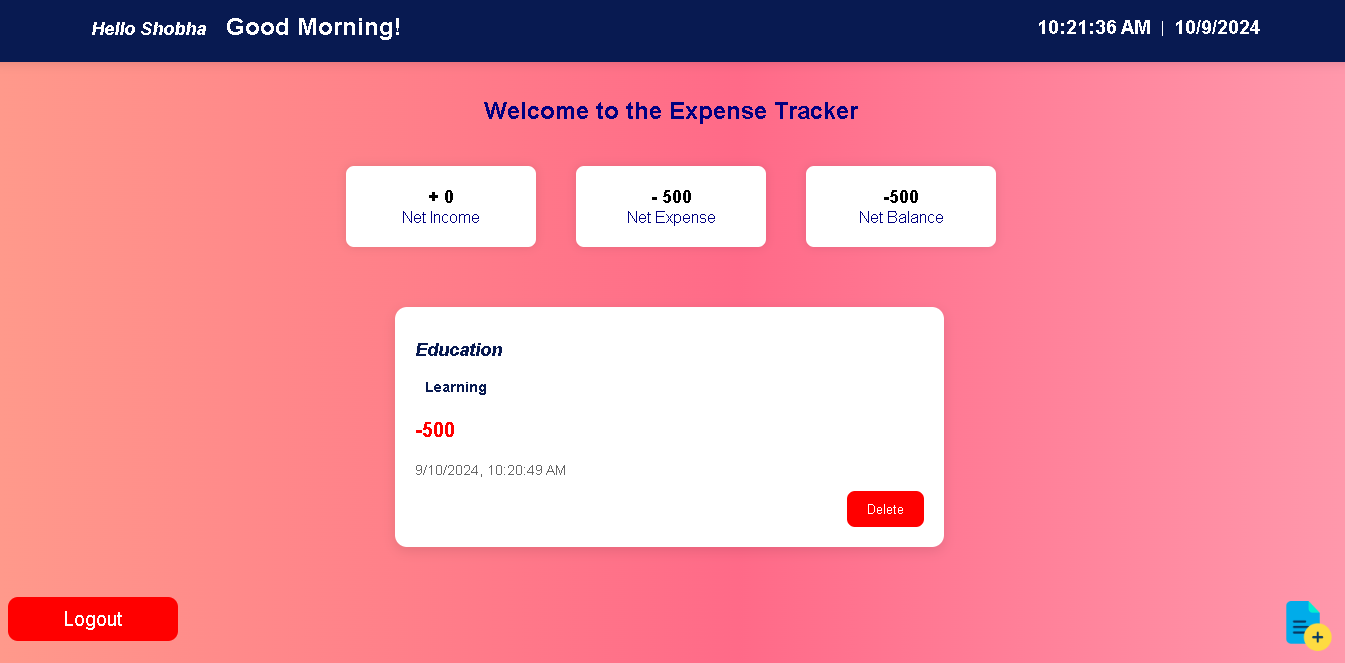 Hello Shobha Good Morning! 10:21:36 AM | 10/9/2024
Welcome to the Expense Tracker
+ 0
Net Income
- 500
Net Expense
-500
Net Balance
Education
Learning
-500
9/10/2024, 10:20:49 AM
Delete
Logout